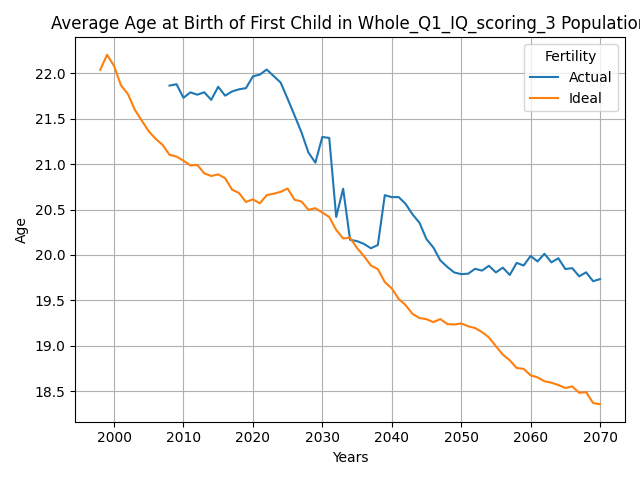 Average Age at Birth of First Child in Whole_Q1_IQ_scoring_3 Population
Fertility
Actual
Ideal
22.0
21.5
21.0
20.5
20.0
19.5
19.0
18.5
Age
2000 2010 2020 2030 2040 2050 2060 2070
Years